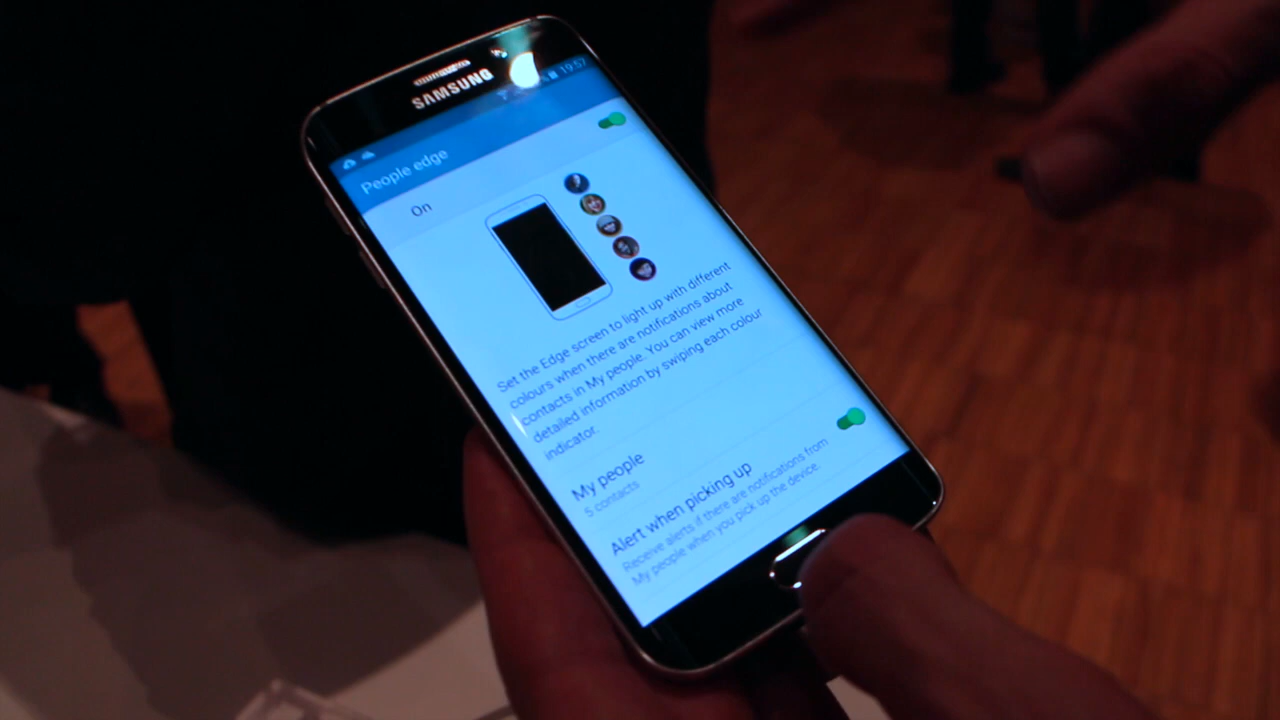 SAMSUNG
19:57
People edge
On
Set the Edge screen to light up with different
colours when there are notifications about
contacts in My people. You can view more
detailed information by swiping each colour
indicator.
My people
5 contacts
Alert when picking up
Receive alerts if there are notifications from
My people when you pick up the device.